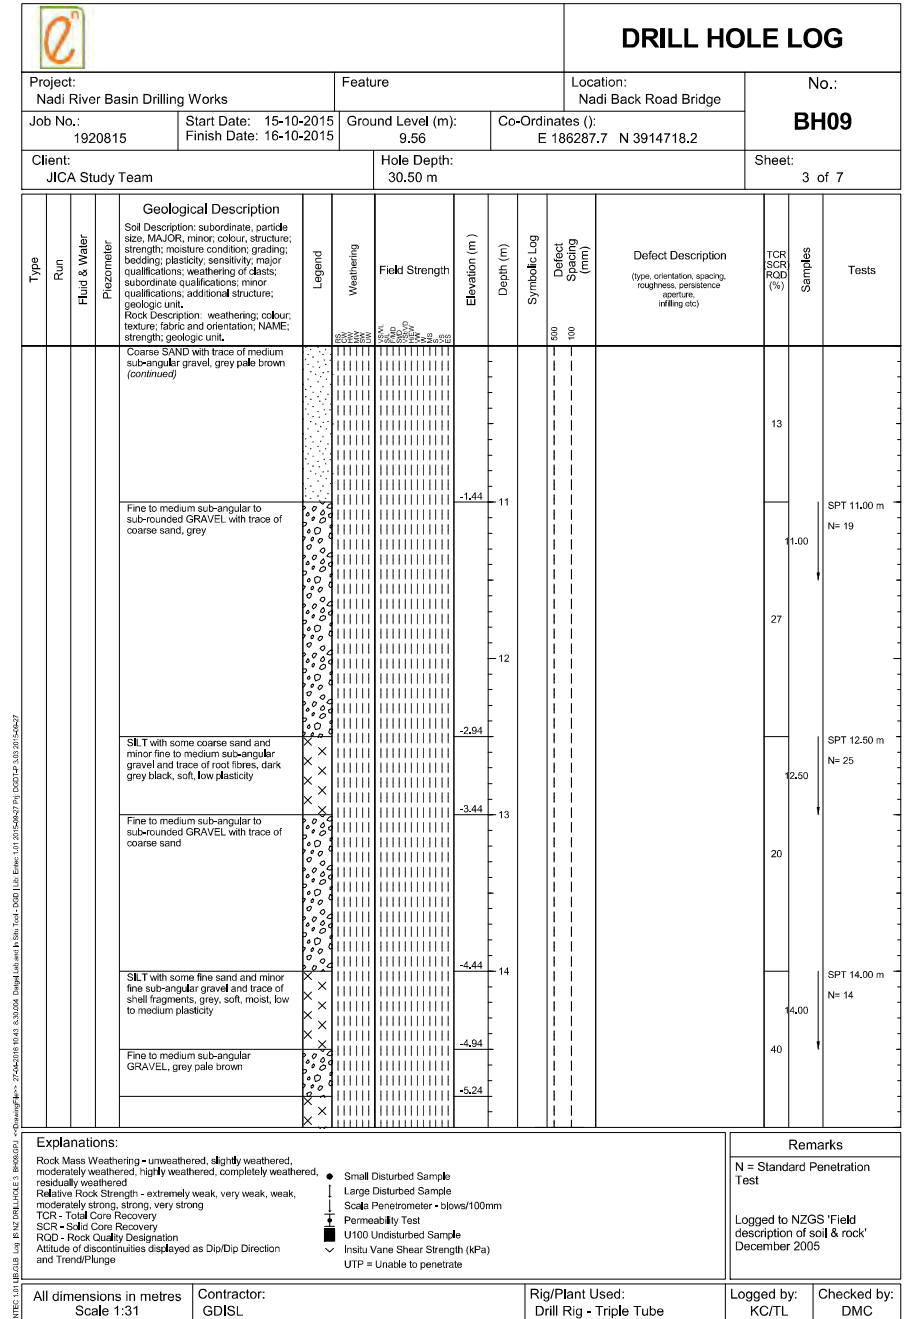 DRILL HOLE LOG
Project:
Nadi River Basin Drilling Works
Feature
Location:
Nadi Back Road Bridge
No.:
BH09
Job No.:
1920815
Start Date: 15-10-2015
Finish Date: 16-10-2015
Ground Level (m):
9.56
Co-Ordinates ():
E 186287.7 N 3914718.2
Client:
JICA Study Team
Hole Depth:
30.50 m
Sheet:
3 of 7
Type
Run
Fluid & Water
Piezometer
Geological Description
Soil Description: subordinate, particle
size, MAJOR, minor; colour, structure;
strength; moisture condition; grading;
bedding; plasticity; sensitivity; major
qualifications; weathering of clasts;
subordinate qualifications; minor
qualifications; additional structure;
geologic unit.
Rock Description: weathering; colour;
texture; fabric and orientation; NAME;
strength; geologic unit.
Legend
Weathering
Field Strength
Elevation (m )
Depth (m)
Symbolic Log
Defect
Spacing
(mm)
500
100
Defect Description
(type, orientation, spacing,
roughness, persistence
aperture,
infilling etc)
TCR
(SCR)
RQD
(%)
Samples
Tests
Coarse SAND with trace of medium
sub-angular gravel, grey pale brown
(continued)
13
-1.44
11
Fine to medium sub-angular to
sub-rounded GRAVEL with trace of
coarse sand, grey
11.00
SPT 11.00 m
N= 19
27
12
-2.94
SILT with some coarse sand and
minor fine to medium sub-angular
gravel and trace of root fibres, dark
grey black, soft, low plasticity
12.50
SPT 12.50 m
N= 25
-3.44
13
Fine to medium sub-angular to
sub-rounded GRAVEL with trace of
coarse sand
20
-4.44
14
SILT with some fine sand and minor
fine sub-angular gravel and trace of
shell fragments, grey, soft, moist, low
to medium plasticity
14.00
SPT 14.00 m
N= 14
-4.94
40
Fine to medium sub-angular
GRAVEL, grey pale brown
-5.24
Explanations:
Rock Mass Weathering - unweathered, slightly weathered,
moderately weathered, highly weathered, completely weathered,
residually weathered
Relative Rock Strength - extremely weak, very weak, weak,
moderately strong, strong, very strong
TCR - Total Core Recovery
SCR - Solid Core Recovery
RQD - Rock Quality Designation
Attitude of discontinuities displayed as Dip/Dip Direction
and Trend/Plunge
Small Disturbed Sample
Large Disturbed Sample
Scala Penetrometer - blows/100mm
Permeability Test
U100 Undisturbed Sample
Insitu Vane Shear Strength (kPa)
UTP = Unable to penetrate
Remarks
N = Standard Penetration
Test
Logged to NZGS 'Field
description of soil & rock'
December 2005
All dimensions in metres
Scale 1:31
Contractor:
GDISL
Rig/Plant Used:
Drill Rig - Triple Tube
Logged by:
KC/TL
Checked by:
DMC